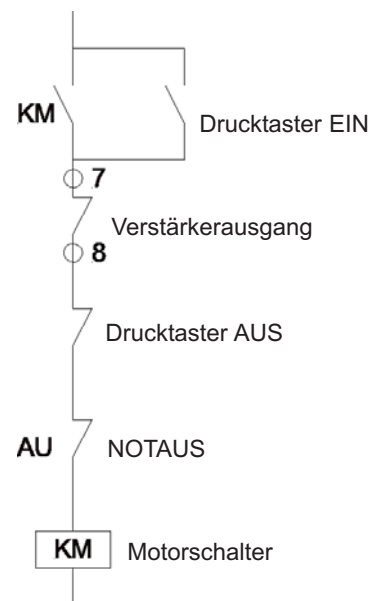 KM
Drucktaster EIN
7
Verstärkerausgang
8
Drucktaster AUS
AU NOTAUS
KM Motorschalter